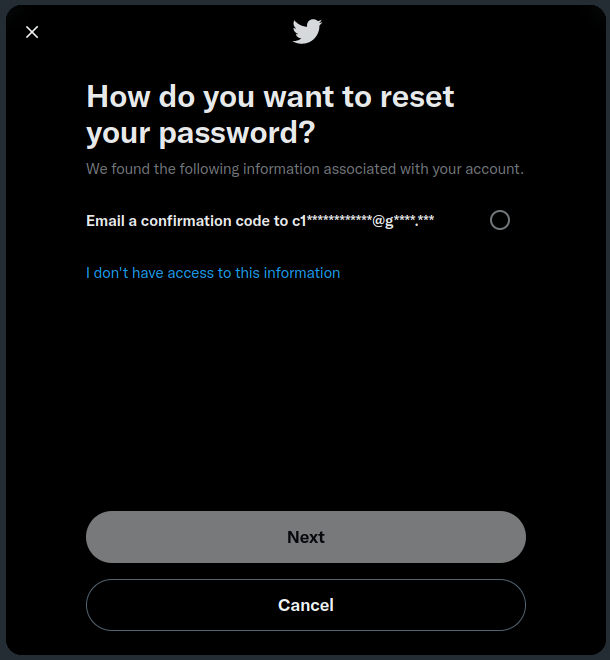 How do you want to reset
your password?
We found the following information associated with your account.
Email a confirmation code to c1************@g****.***
I don't have access to this information
Next
Cancel